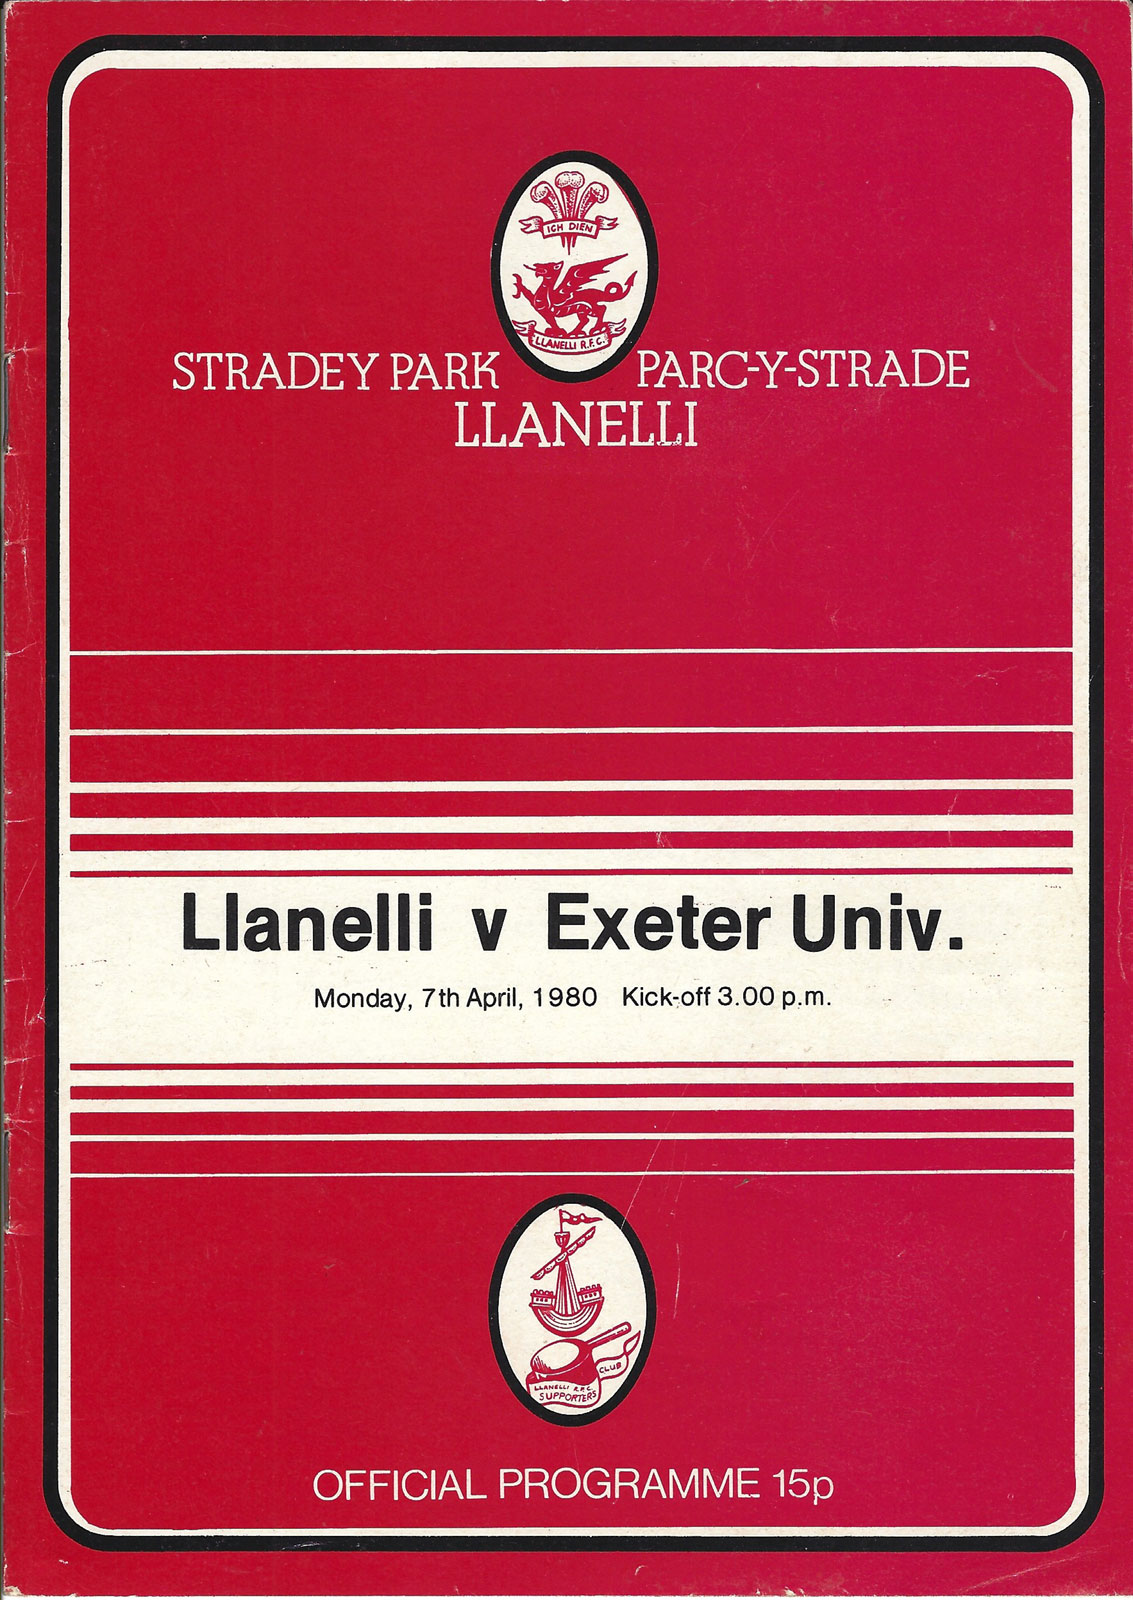 ICH DIEN
LLANELLI R.F.C.
STRADEY PARK PARC-Y-STRADE
LLANELLI
Llanelli v Exeter Univ.
Monday, 7th April, 1980 Kick-off 3.00 p.m.
CLUB
LLANELLI R.F.C.
SUPPORTERS
OFFICIAL PROGRAMME 15p